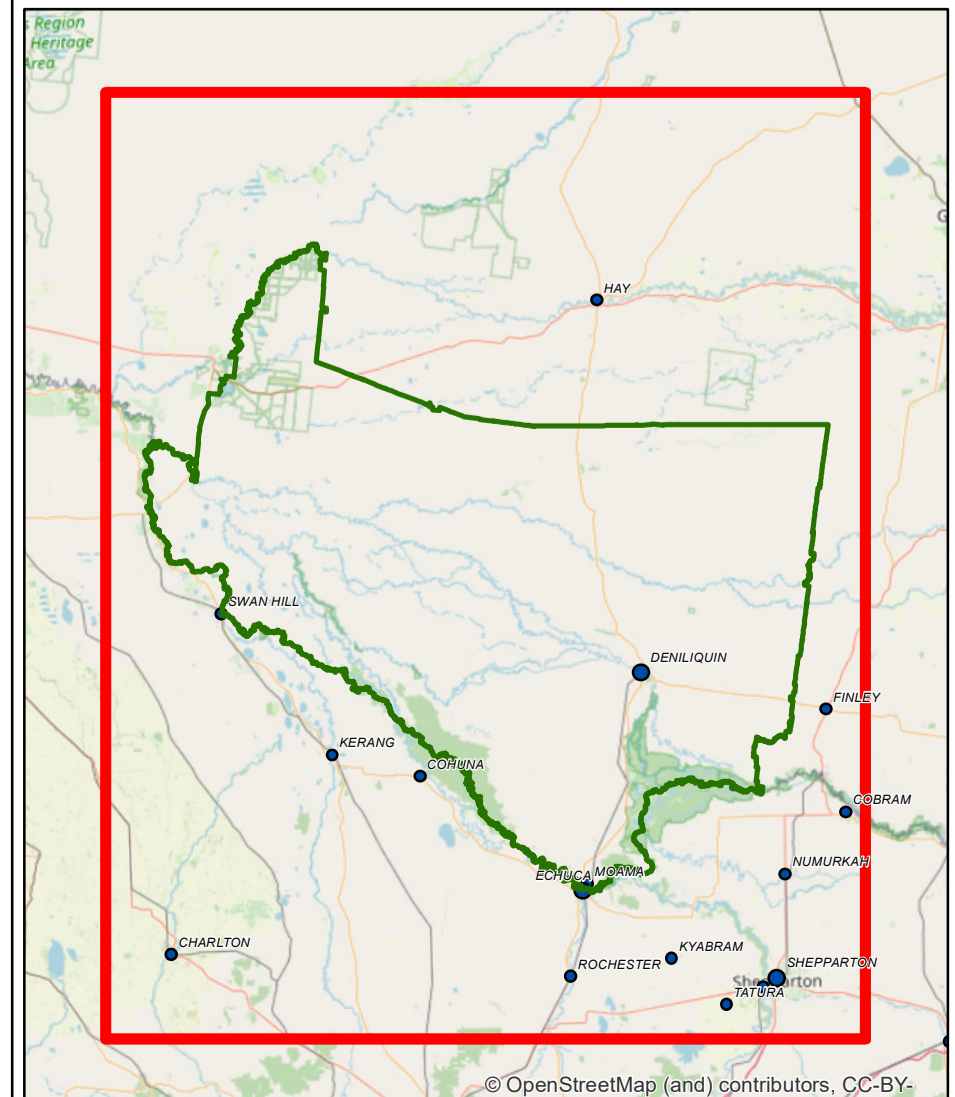 s Region
Heritage
Area
G
HAY
SWAN HILL
DENILIQUIN
FINLEY
KERANG
COHUNA
COBRAM
NUMURKAH
ECHUCA
MOAMA
CHARLTON
KYABRAM
ROCHESTER
SHEPPARTON
Shepparton
TATURA
© OpenStreetMap (and) contributors, CC-BY-